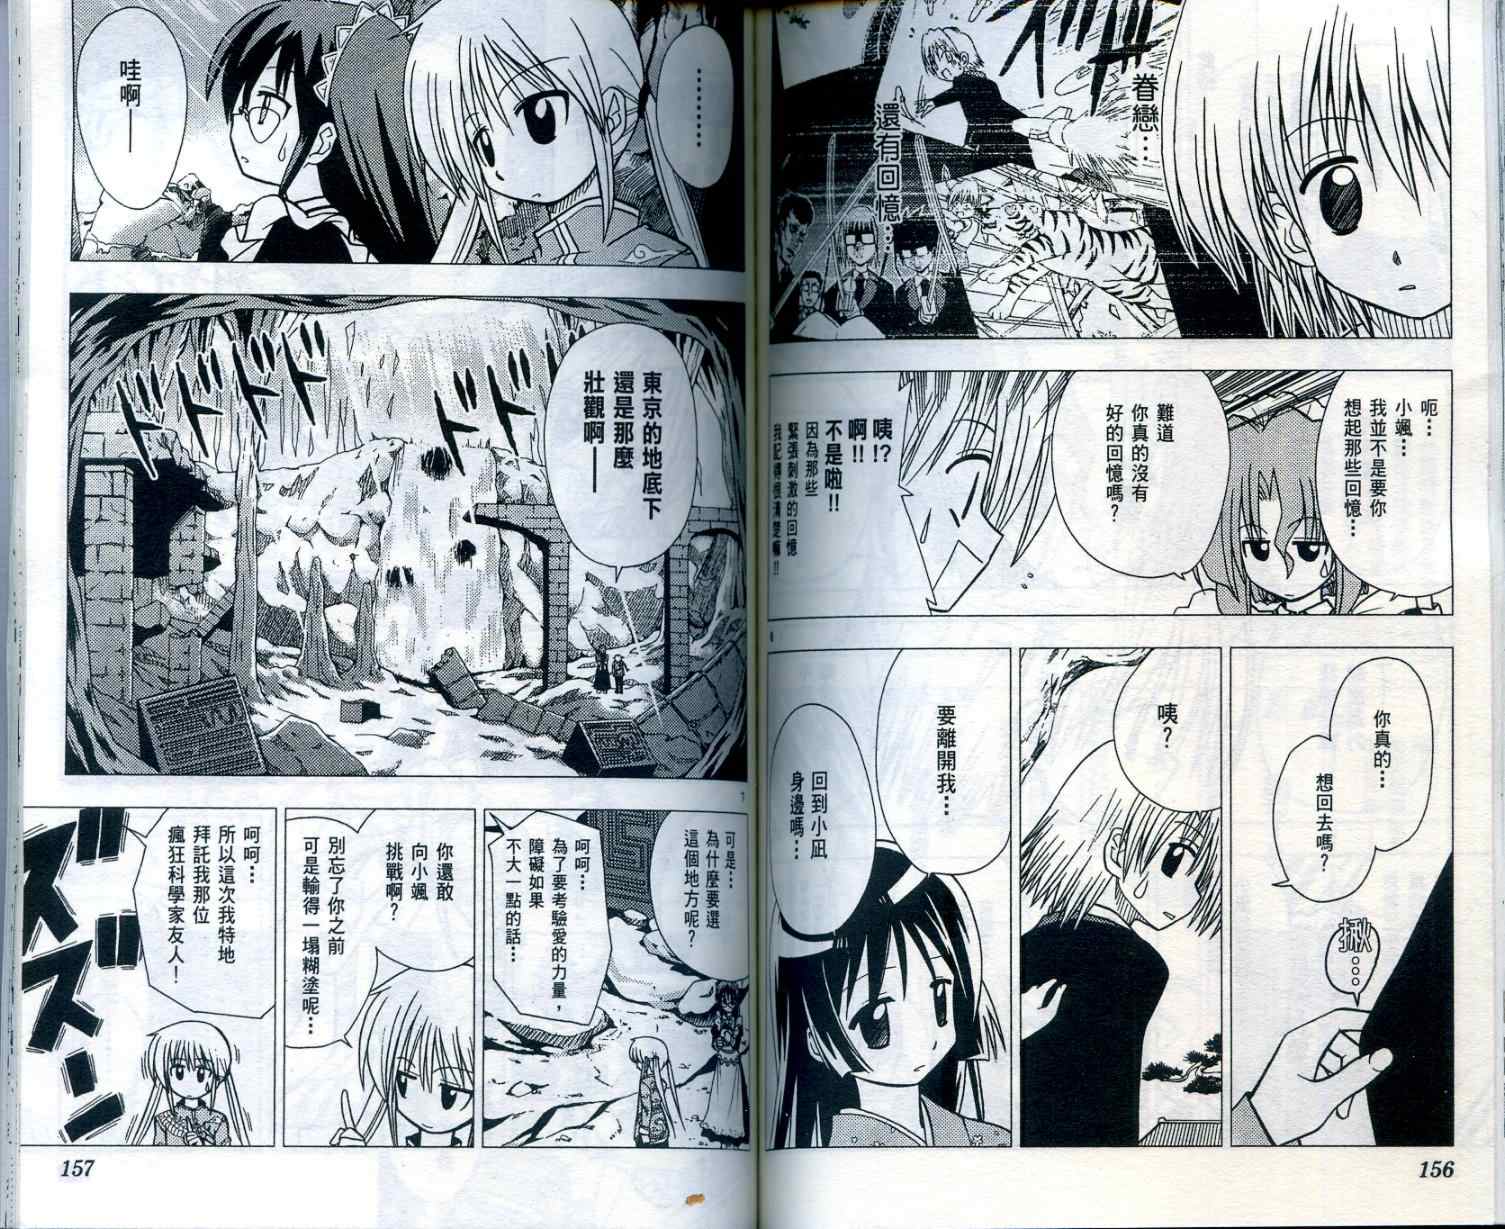 眷戀…
還有回憶…
呃…
小颯…
我並不是要你
想起那些回憶…
難道
你真的沒有
好的回憶嗎？
咦!?
啊!!
不是啦!!
因為那些
緊張刺激的回憶
我記得很清楚嘛!!
你真的…
想回去嗎？
揪…
咦？
要離開我…
回到小凪
身邊嗎…
156
………
哇啊——
東京的地底下
還是那麼
壯觀啊——
ドドドド
ドドド
可是…
為什麼要選
這個地方呢？
呵呵…
為了要考驗愛的力量，
障礙如果
不大一點的話…
你還敢
向小颯
挑戰啊？
別忘了你之前
可是輸得一塌糊塗呢…
呵呵…
所以這次我特地
拜託我那位
瘋狂科學家友人！
157